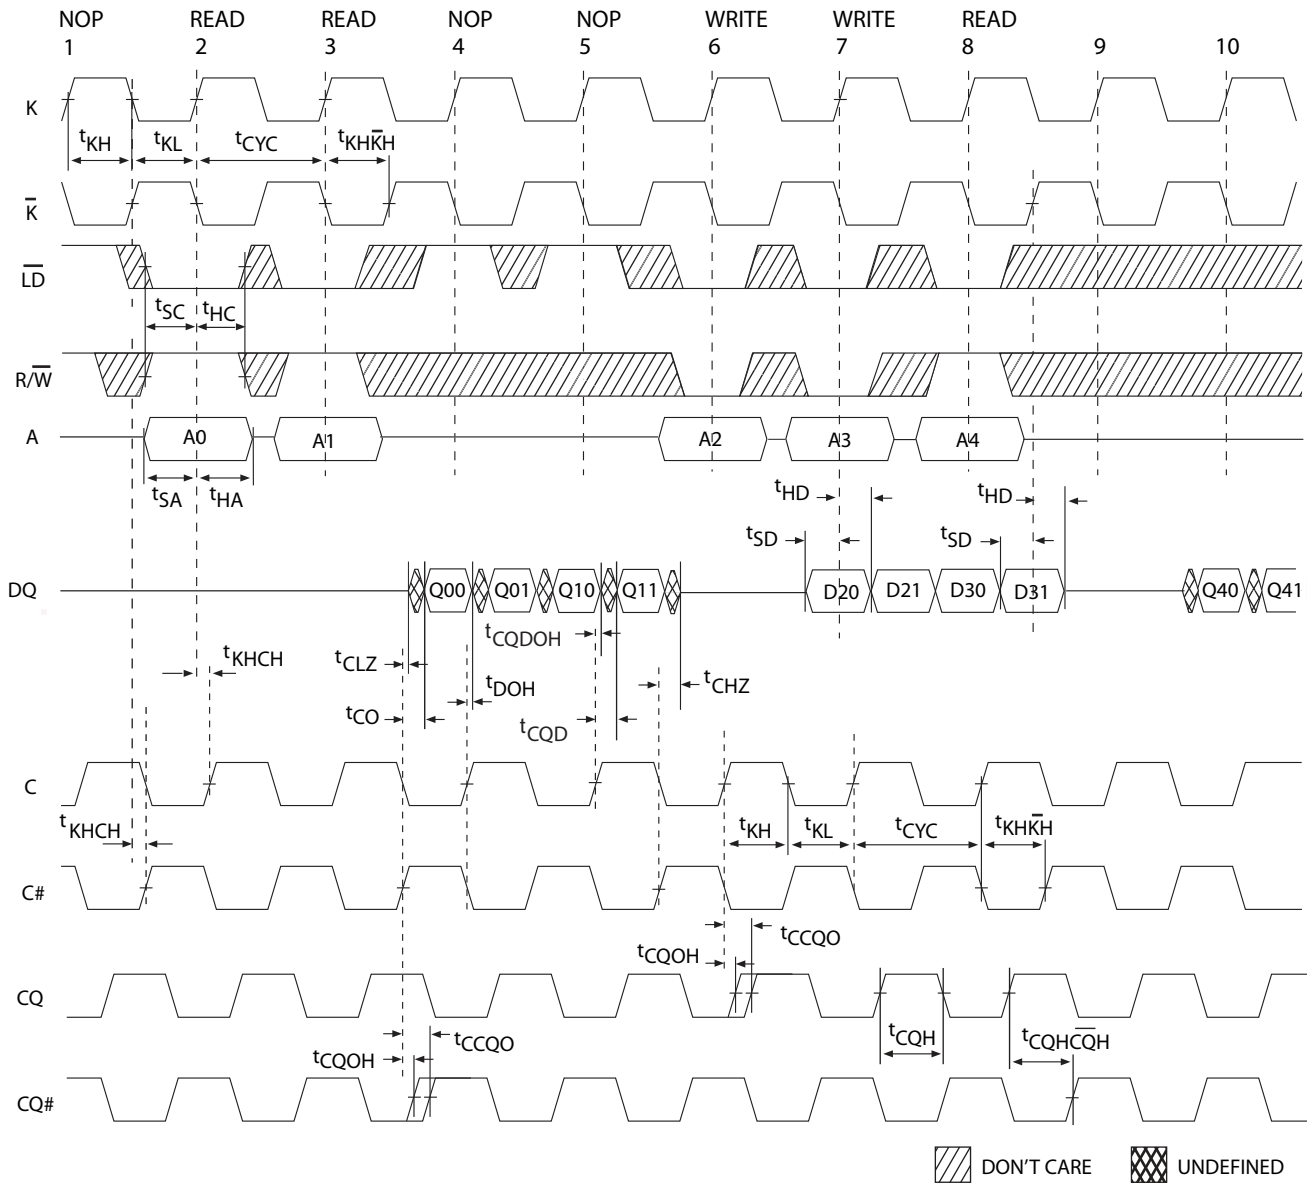 NOP READ READ NOP NOP WRITE WRITE READ
1 2 3 4 5 6 7 8 9 10
K
tKH tKL tCYC tKHK̅H
K̅
L̅D̅
tSC tHC
R/W̅
A A0 A1 A2 A3 A4
tSA tHA tHD tHD
tSD tSD
DQ Q00 Q01 Q10 Q11 D20 D21 D30 D31 Q40 Q41
tCQDOH
tKHCH tCLZ tDOH tCHZ
tCO tCQD
C
tKHCH tKH tKL tCYC tKHK̅H
C#
tCCQO
tCQOH
CQ
tCCQO tCQH tCQHC̅Q̅H
tCQOH
CQ#
DON'T CARE UNDEFINED